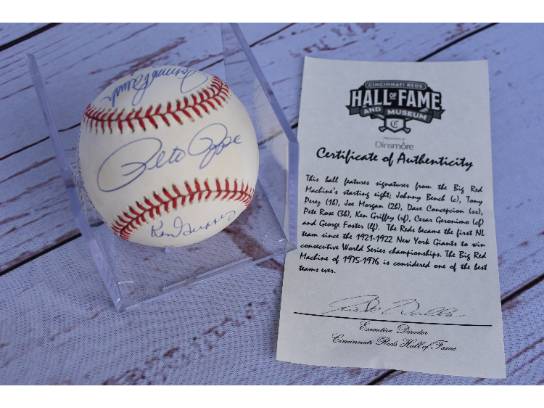 Pete Rose
Ken Griffey
CINCINNATI REDS
HALL OF FAME
AND MUSEUM
Dinsmore
Certificate of Authenticity
This ball features signatures from the Big Red
Machine's starting eight; Johnny Bench (c), Tony
Perez (1b), Joe Morgan (2b), Dave Concepcion (ss),
Pete Rose (3b), Ken Griffey (rf), Cesar Geronimo (cf)
and George Foster (lf). The Reds became the first NL
team since the 1921-1922 New York Giants to win
consecutive World Series championships. The Big Red
Machine of 1975-1976 is considered one of the best
teams ever.
Executive Director
Cincinnati Reds Hall of Fame